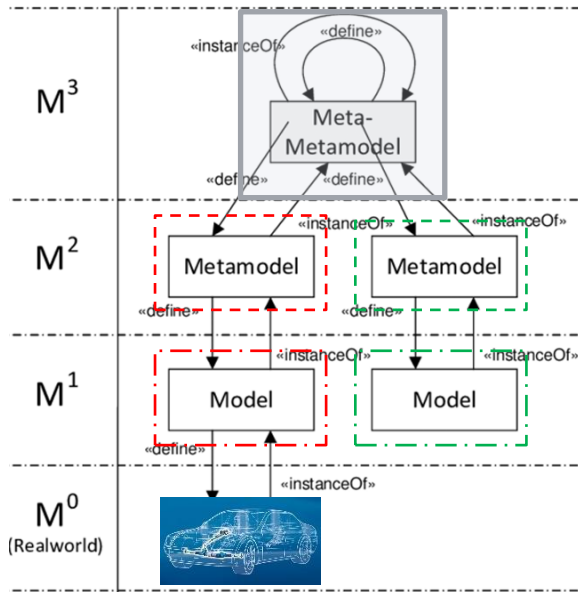 «instanceOf»
«define»
M3
Meta-
Metamodel
«define»
«define»
«instanceOf»
«instanceOf»
M2
Metamodel
Metamodel
«define»
«define»
«instanceOf»
«instanceOf»
M1
Model
Model
«define»
«instanceOf»
M0
(Realworld)